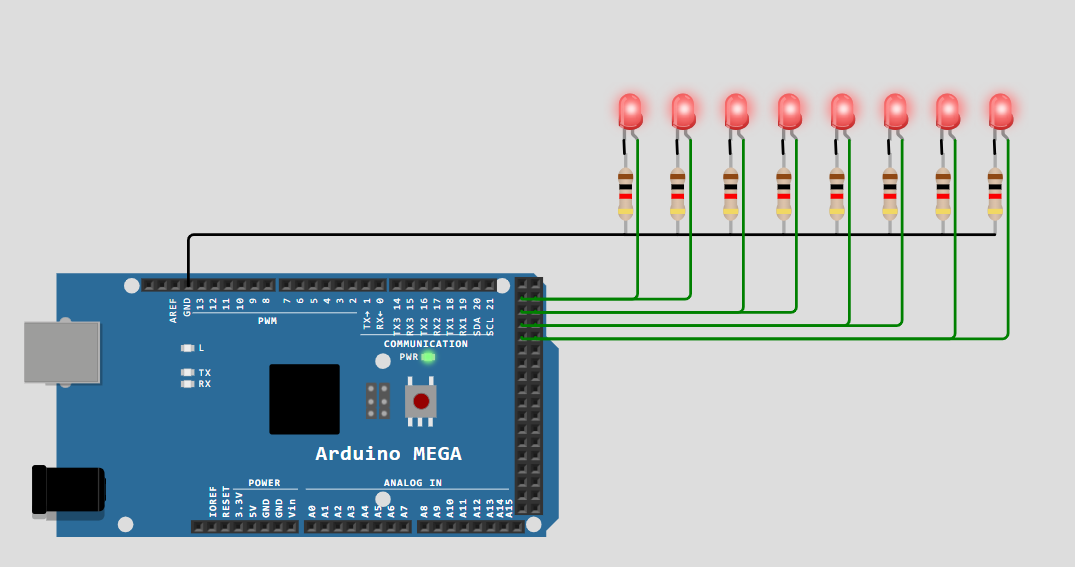 AREF
GND
13
12
11
10
9
8
7
6
5
4
3
2
TX→ 1
RX← 0
TX3 14
RX3 15
TX2 16
RX2 17
TX1 18
RX1 19
SDA 20
SCL 21
PWM
COMMUNICATION
L
PWR
TX
RX
Arduino MEGA
POWER
ANALOG IN
IOREF
RESET
3.3V
5V
GND
GND
Vin
A0
A1
A2
A3
A4
A5
A6
A7
A8
A9
A10
A11
A12
A13
A14
A15